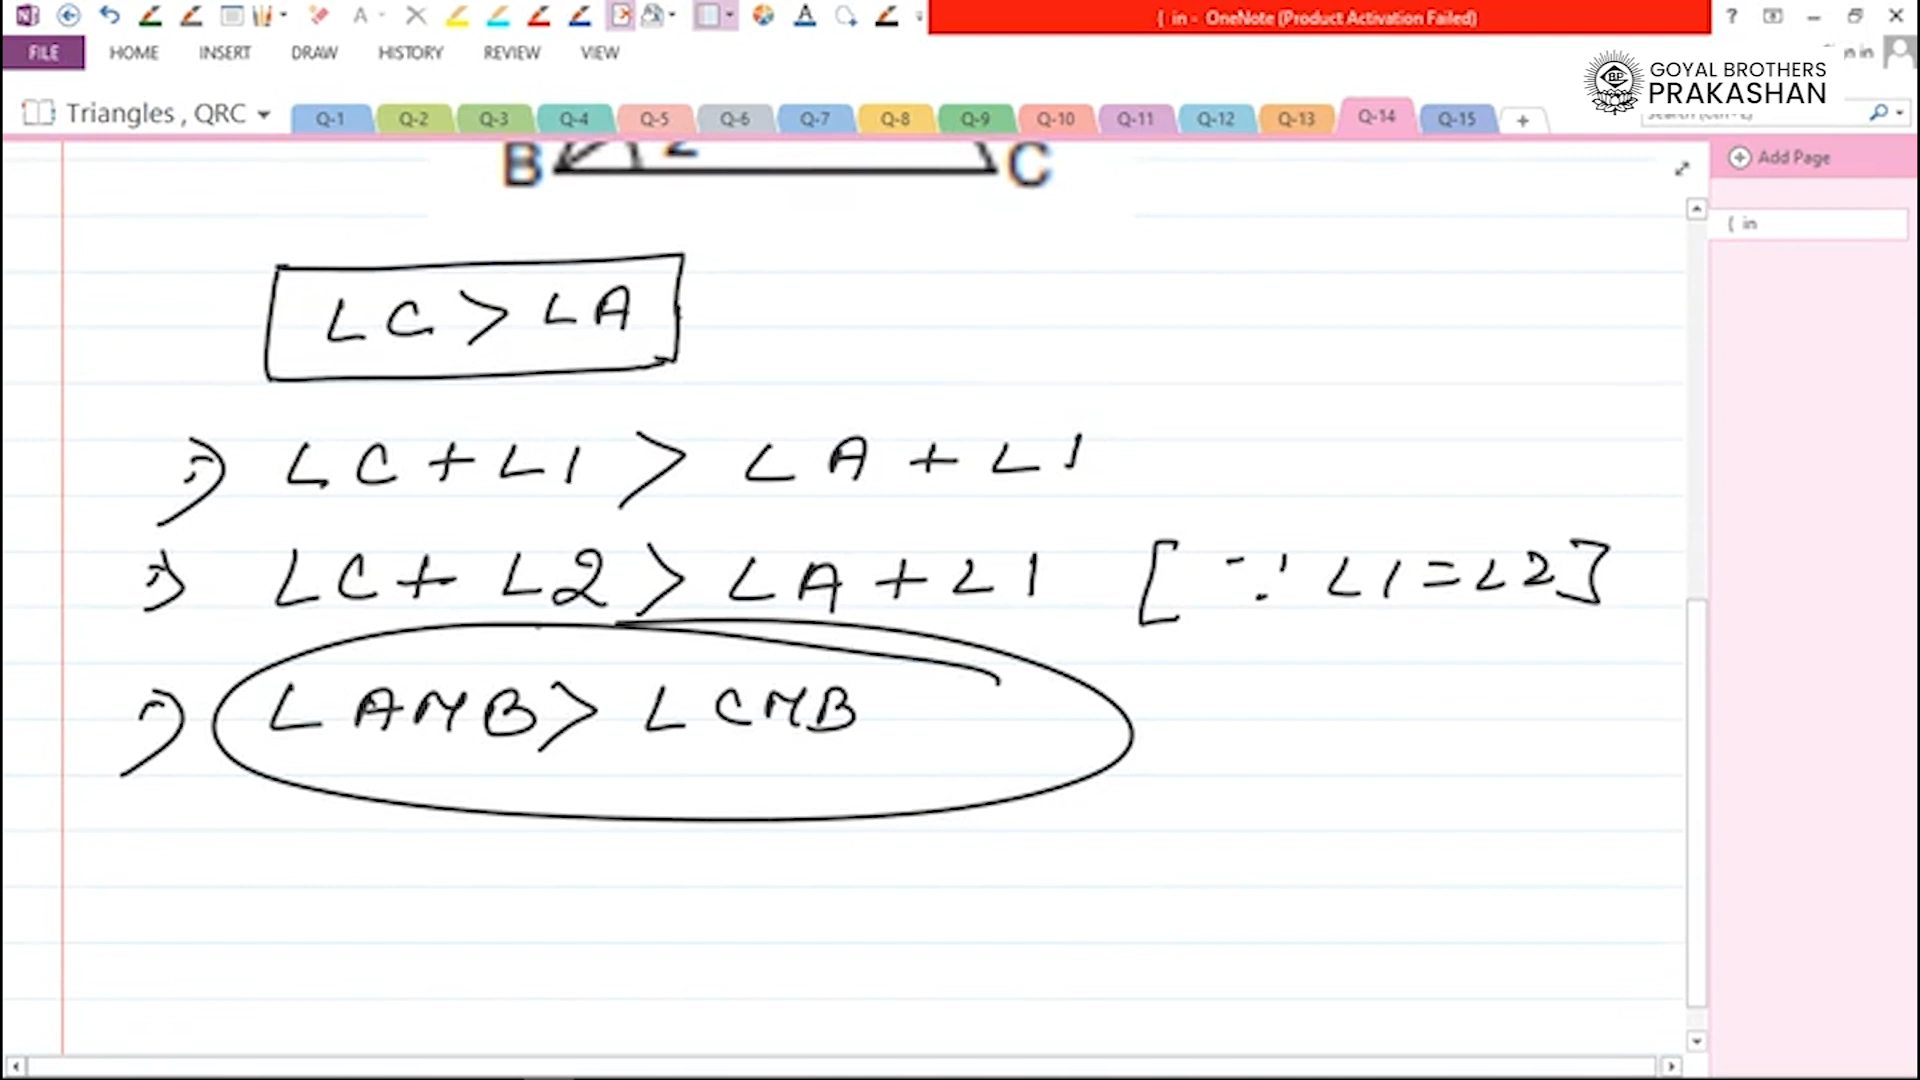 { in - OneNote (Product Activation Failed)
FILE HOME INSERT DRAW HISTORY REVIEW VIEW
GOYAL BROTHERS
PRAKASHAN
Triangles , QRC Q-1 Q-2 Q-3 Q-4 Q-5 Q-6 Q-7 Q-8 Q-9 Q-10 Q-11 Q-12 Q-13 Q-14 Q-15 +
Add Page
{ in
B 2 C
∠C > ∠A
⇒ ∠C + ∠1 > ∠A + ∠1
⇒ ∠C + ∠2 > ∠A + ∠1 [∵ ∠1 = ∠2]
⇒ ∠AMB > ∠CMB